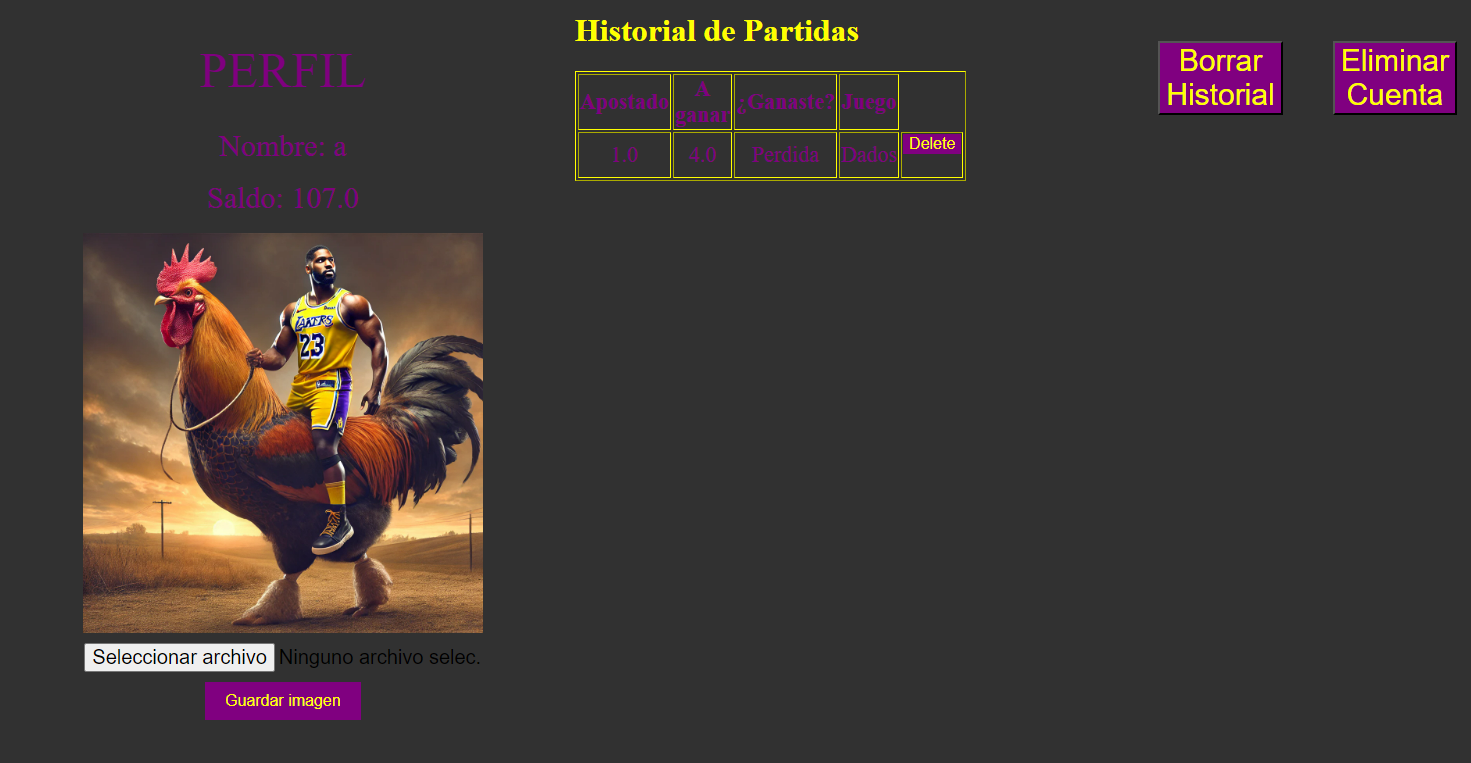 PERFIL
Nombre: a
Saldo: 107.0
LAKERS
23
Seleccionar archivo Ninguno archivo selec.
Guardar imagen
Historial de Partidas
Apostado A ganar ¿Ganaste? Juego
1.0 4.0 Perdida Dados Delete
Borrar
Historial
Eliminar
Cuenta